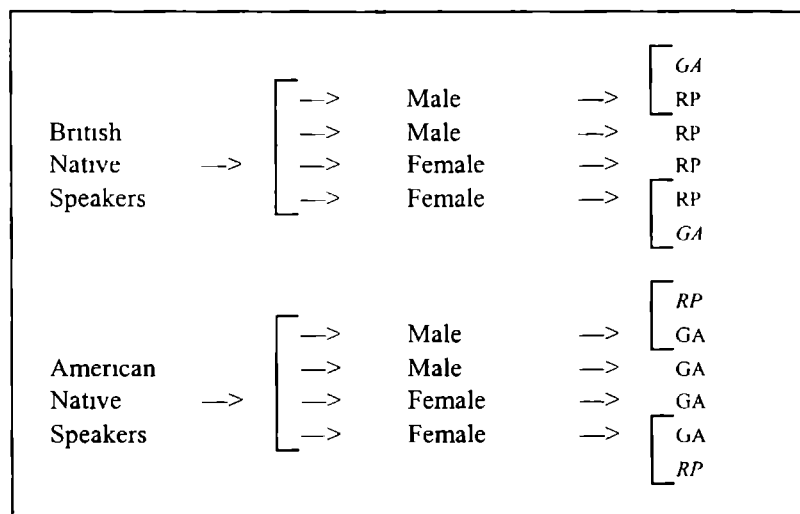 GA
—> Male —> RP
British —> Male —> RP
Native —> —> Female —> RP
Speakers —> Female —> RP
GA
RP
—> Male —> GA
American —> Male —> GA
Native —> —> Female —> GA
Speakers —> Female —> GA
RP